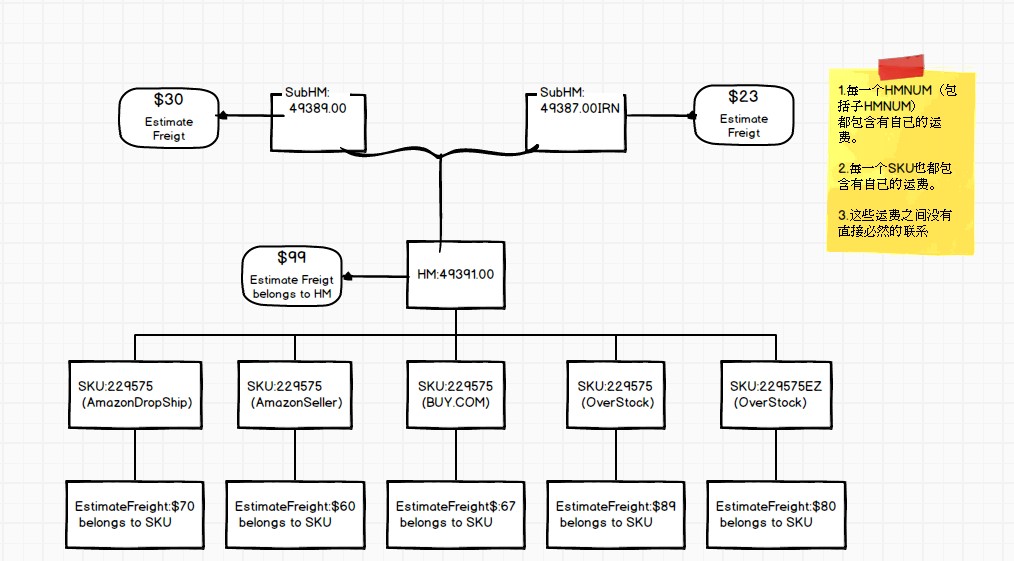 $30
Estimate
Freigt
SubHM:
49389.00
SubHM:
49387.00IRN
$23
Estimate
Freigt
1.每一个HMNUM（包
括子HMNUM）
都包含有自己的运
费。
2.每一个SKU也都包
含有自己的运费。
3.这些运费之间没有
直接必然的联系
$99
Estimate Freigt
belongs to HM
HM:49391.00
SKU:229575
(AmazonDropShip)
SKU:229575
(AmazonSeller)
SKU:229575
(BUY.COM)
SKU:229575
(OverStock)
SKU:229575EZ
(OverStock)
EstimateFreight:$70
belongs to SKU
EstimateFreight:$60
belongs to SKU
EstimateFreight$:67
belongs to SKU
EstimateFreight:$89
belongs to SKU
EstimateFreight:$80
belongs to SKU